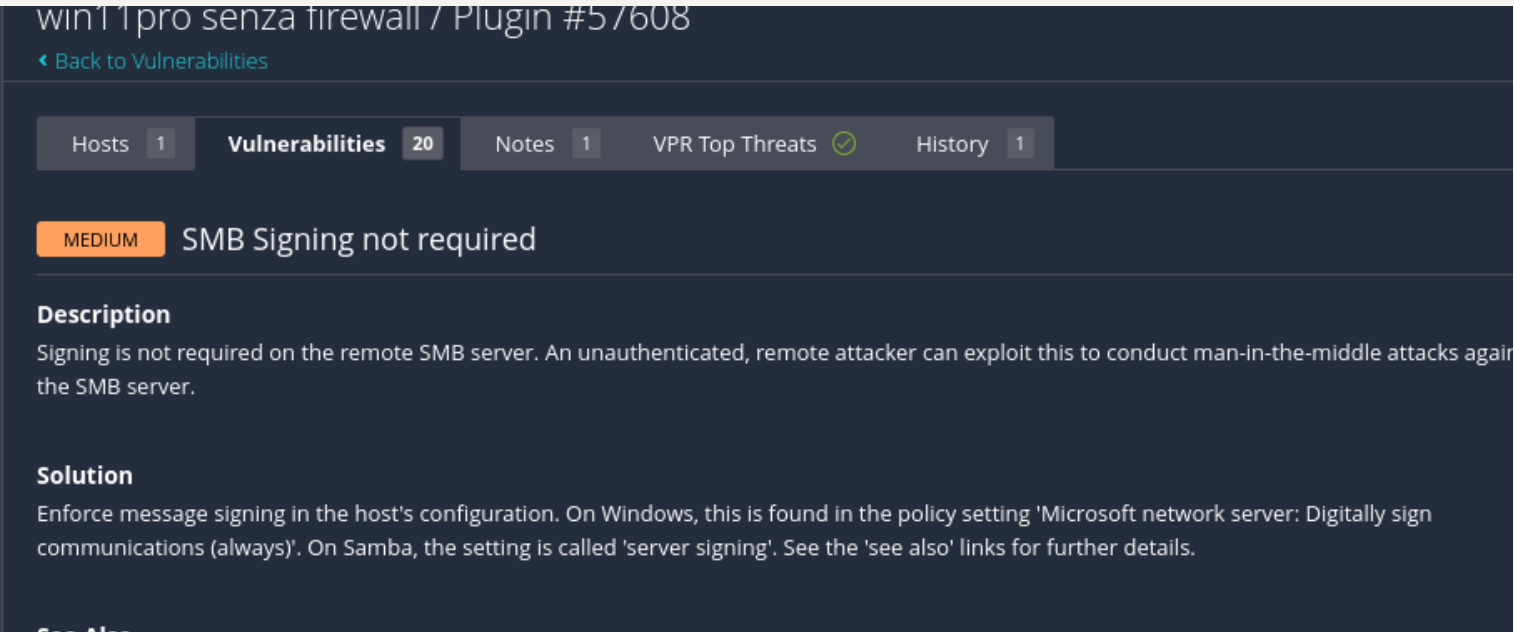 win11pro senza firewall / Plugin #57608
Back to Vulnerabilities
Hosts 1 Vulnerabilities 20 Notes 1 VPR Top Threats History 1
MEDIUM SMB Signing not required
Description
Signing is not required on the remote SMB server. An unauthenticated, remote attacker can exploit this to conduct man-in-the-middle attacks again
the SMB server.
Solution
Enforce message signing in the host's configuration. On Windows, this is found in the policy setting 'Microsoft network server: Digitally sign
communications (always)'. On Samba, the setting is called 'server signing'. See the 'see also' links for further details.
See Also